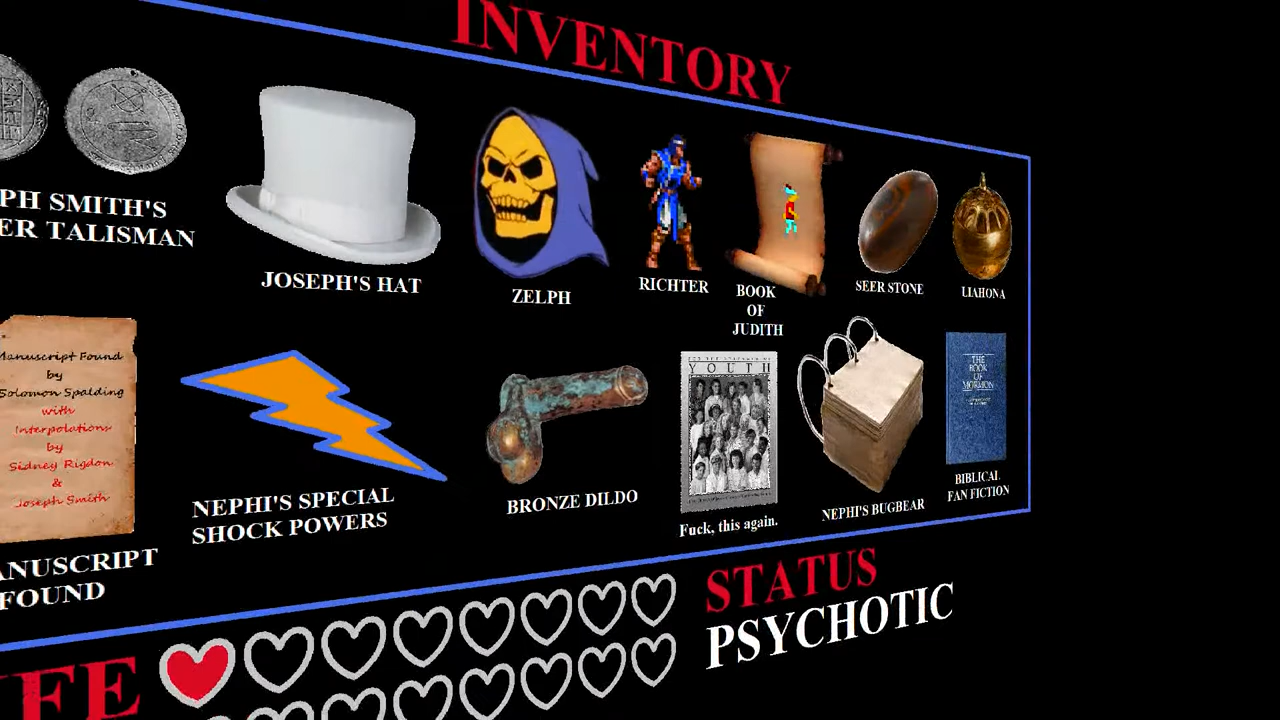 INVENTORY
PH SMITH'S
ER TALISMAN
JOSEPH'S HAT
ZELPH
RICHTER
BOOK
OF
JUDITH
SEER STONE
LIAHONA
Manuscript Found
by
Solomon Spalding
with
Interpolations
by
Sidney Rigdon
&
Joseph Smith
ANUSCRIPT
FOUND
NEPHI'S SPECIAL
SHOCK POWERS
BRONZE DILDO
YOUTH
Fuck, this again.
NEPHI'S BUGBEAR
THE
BOOK
OF
MORMON
BIBLICAL
FAN FICTION
FE
STATUS
PSYCHOTIC